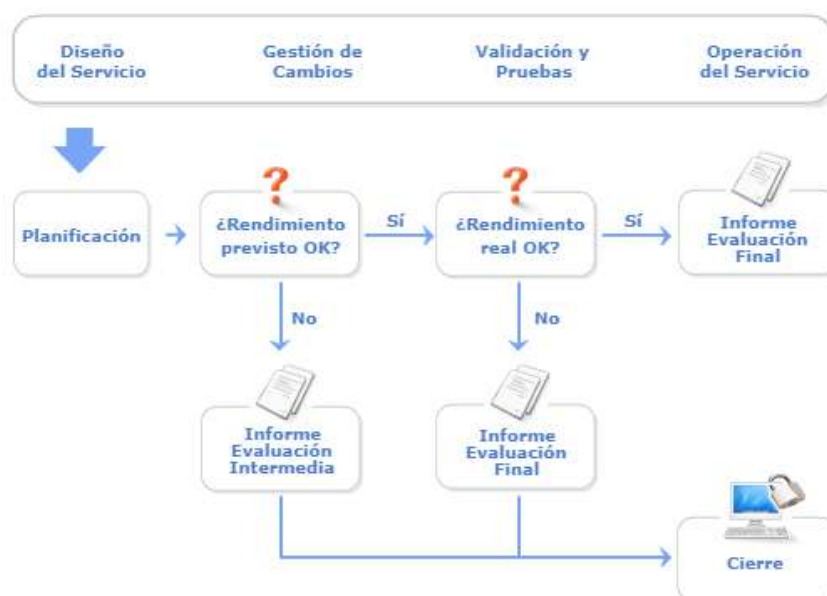 Diseño
del Servicio
Gestión de
Cambios
Validación y
Pruebas
Operación
del Servicio
Planificación
¿Rendimiento
previsto OK?
Sí
¿Rendimiento
real OK?
Sí
Informe
Evaluación
Final
No
No
Informe
Evaluación
Intermedia
Informe
Evaluación
Final
Cierre